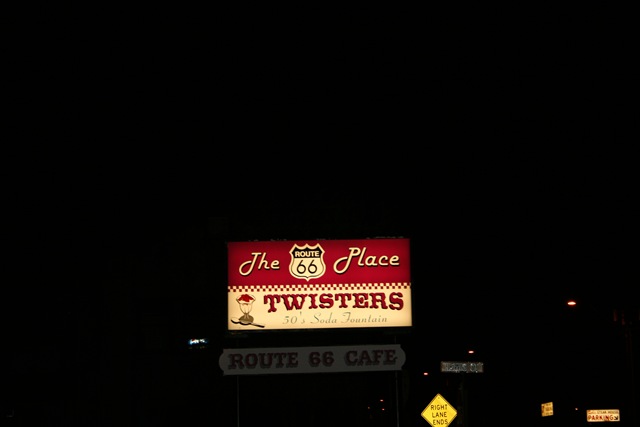 The ROUTE 66 Place
TWISTERS
50's Soda Fountain
ROUTE 66 CAFE
RIGHT
LANE
ENDS
PARKING